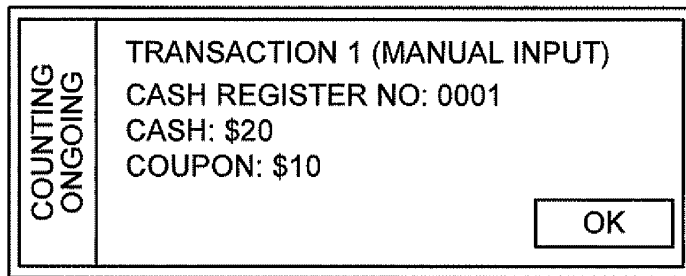 COUNTING
ONGOING
TRANSACTION 1 (MANUAL INPUT)
CASH REGISTER NO: 0001
CASH: $20
COUPON: $10
OK